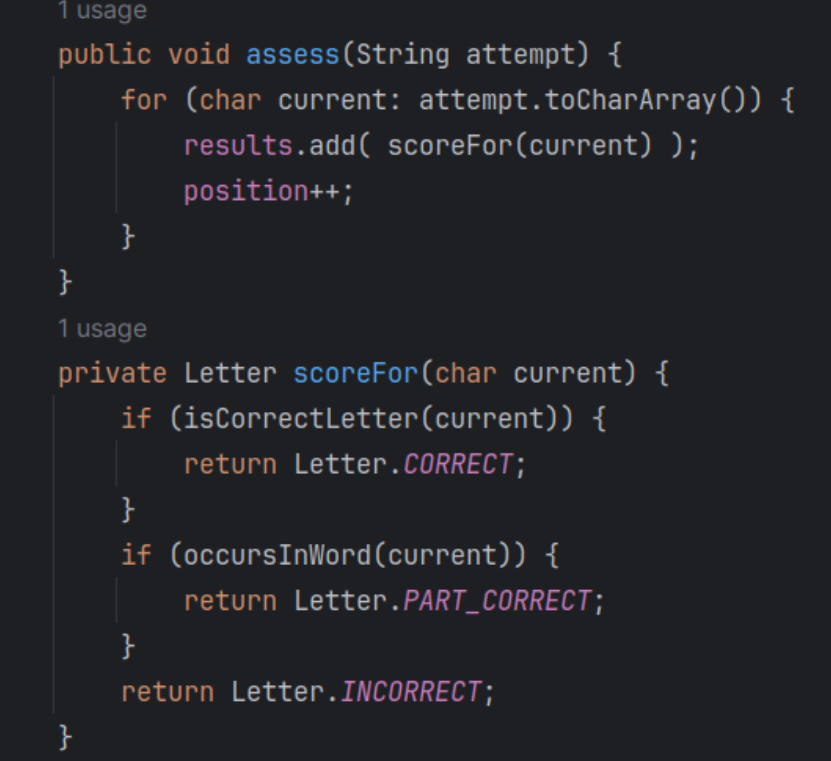 1 usage
public void assess(String attempt) {
    for (char current: attempt.toCharArray()) {
        results.add( scoreFor(current) );
        position++;
    }
}
1 usage
private Letter scoreFor(char current) {
    if (isCorrectLetter(current)) {
        return Letter.CORRECT;
    }
    if (occursInWord(current)) {
        return Letter.PART_CORRECT;
    }
    return Letter.INCORRECT;
}